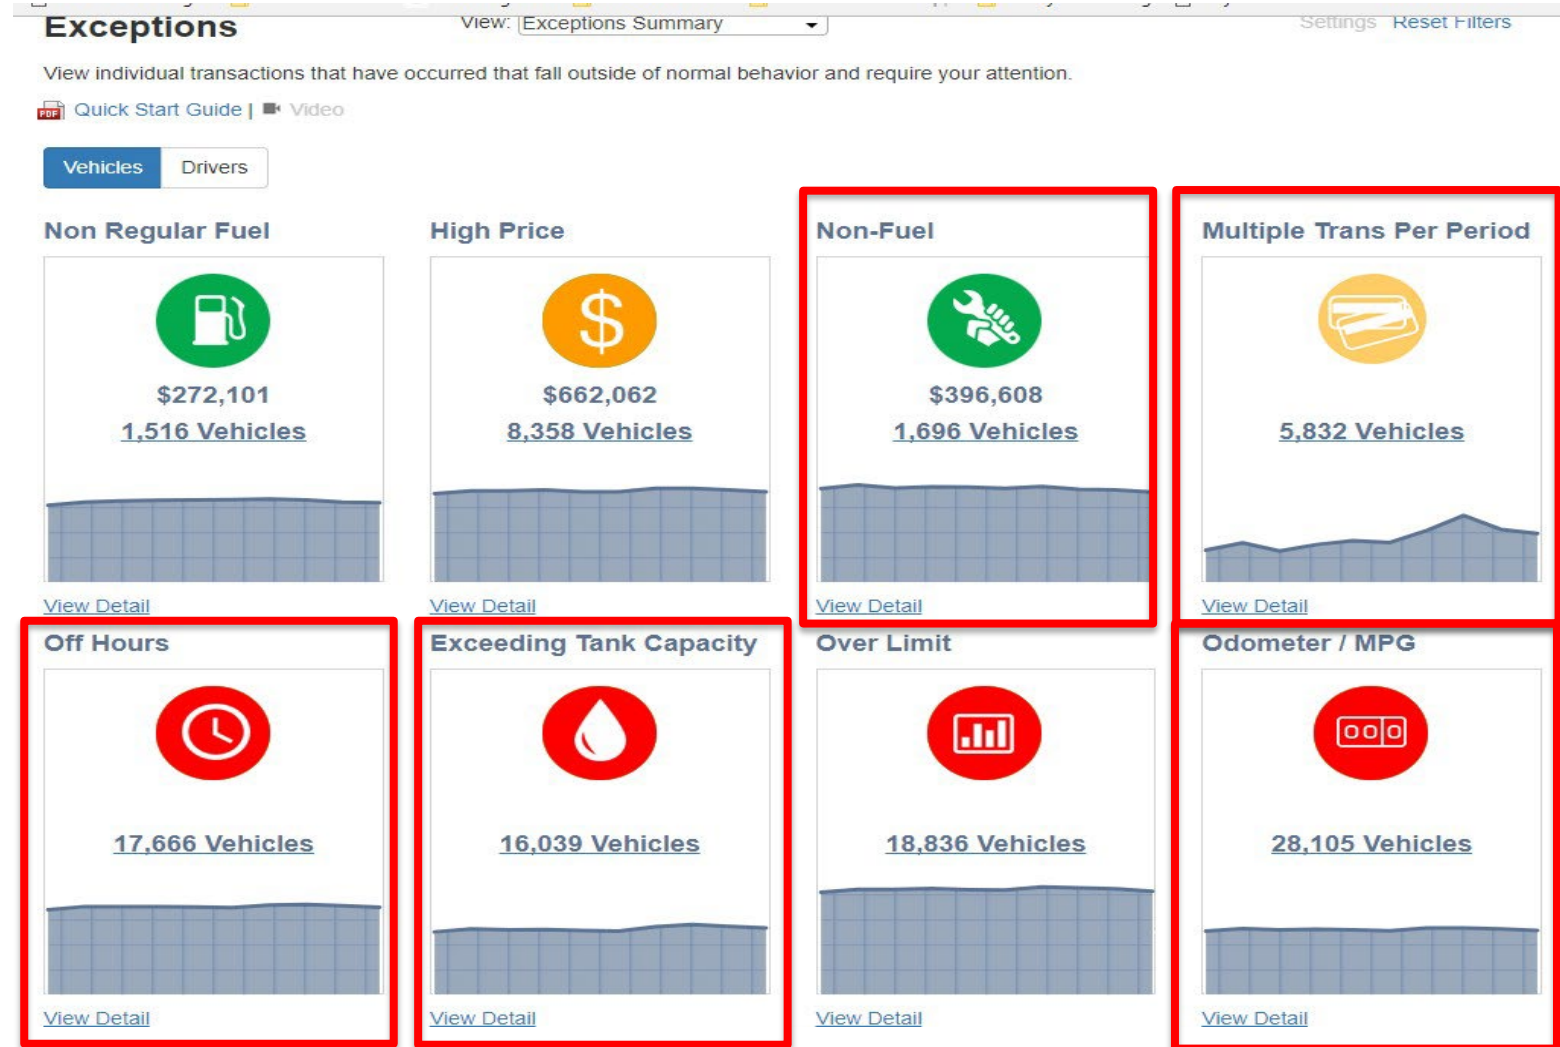 Exceptions
View: Exceptions Summary
Settings Reset Filters
View individual transactions that have occurred that fall outside of normal behavior and require your attention.
PDF Quick Start Guide | Video
Vehicles Drivers
Non Regular Fuel
$272,101
1,516 Vehicles
View Detail
High Price
$
$662,062
8,358 Vehicles
View Detail
Non-Fuel
$396,608
1,696 Vehicles
View Detail
Multiple Trans Per Period
5,832 Vehicles
View Detail
Off Hours
17,666 Vehicles
View Detail
Exceeding Tank Capacity
16,039 Vehicles
View Detail
Over Limit
18,836 Vehicles
View Detail
Odometer / MPG
000
28,105 Vehicles
View Detail